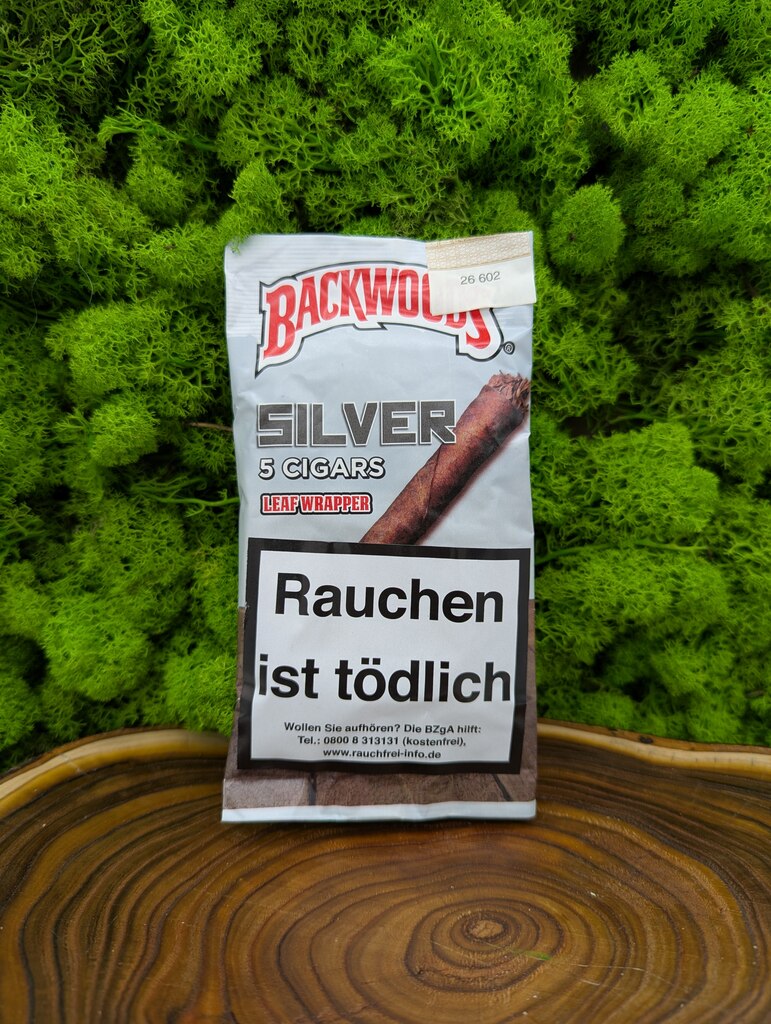 26 602
BACKWOODS®
SILVER
5 CIGARS
LEAF WRAPPER
Rauchen
ist tödlich
Wollen Sie aufhören? Die BZgA hilft:
Tel.: 0800 8 313131 (kostenfrei),
www.rauchfrei-info.de